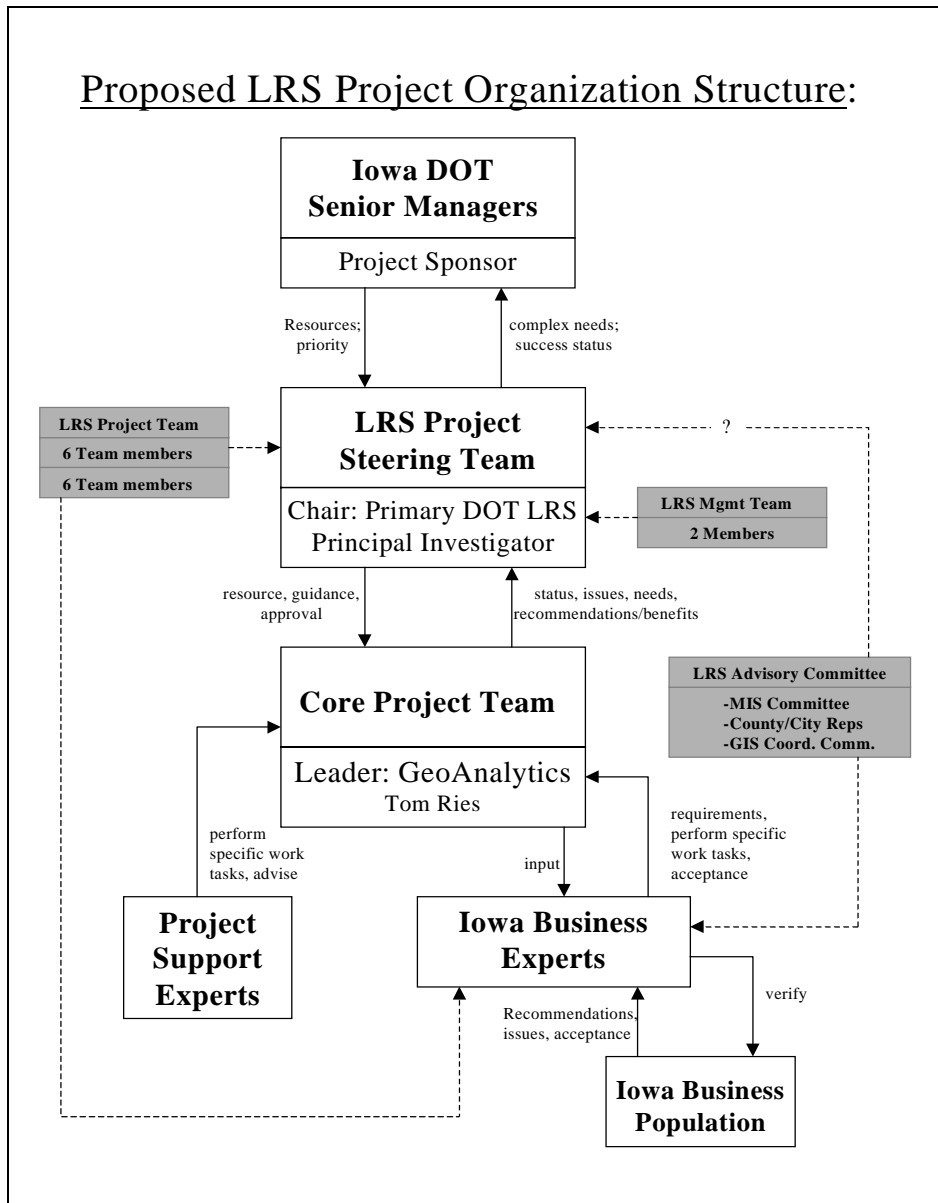 Proposed LRS Project Organization Structure:
Iowa DOT
Senior Managers
Project Sponsor
Resources;
priority
complex needs;
success status
LRS Project Team
6 Team members
6 Team members
LRS Project
Steering Team
Chair: Primary DOT LRS
Principal Investigator
?
LRS Mgmt Team
2 Members
resource, guidance,
approval
status, issues, needs,
recommendations/benefits
LRS Advisory Committee
-MIS Committee
-County/City Reps
-GIS Coord. Comm.
Core Project Team
Leader: GeoAnalytics
Tom Ries
perform
specific work
tasks, advise
input
requirements,
perform specific
work tasks,
acceptance
Project
Support
Experts
Iowa Business
Experts
Recommendations,
issues, acceptance
verify
Iowa Business
Population